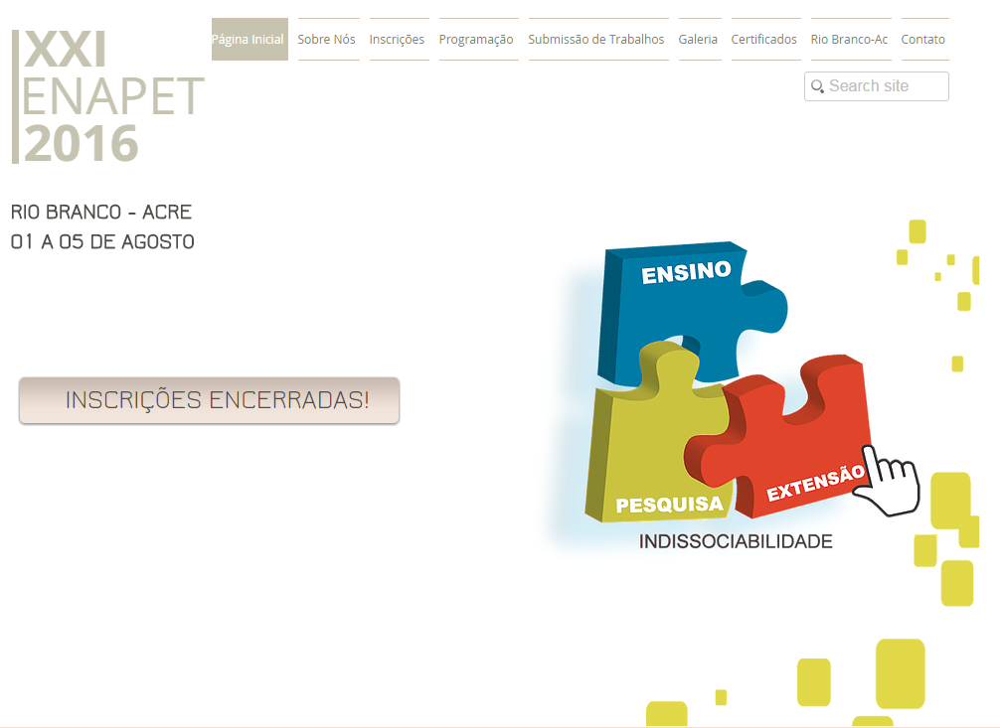 Página Inicial Sobre Nós Inscrições Programação Submissão de Trabalhos Galeria Certificados Rio Branco-Ac Contato
Search site
XXI
ENAPET
2016
RIO BRANCO - ACRE
01 A 05 DE AGOSTO
INSCRIÇÕES ENCERRADAS!
ENSINO
PESQUISA
EXTENSÃO
INDISSOCIABILIDADE